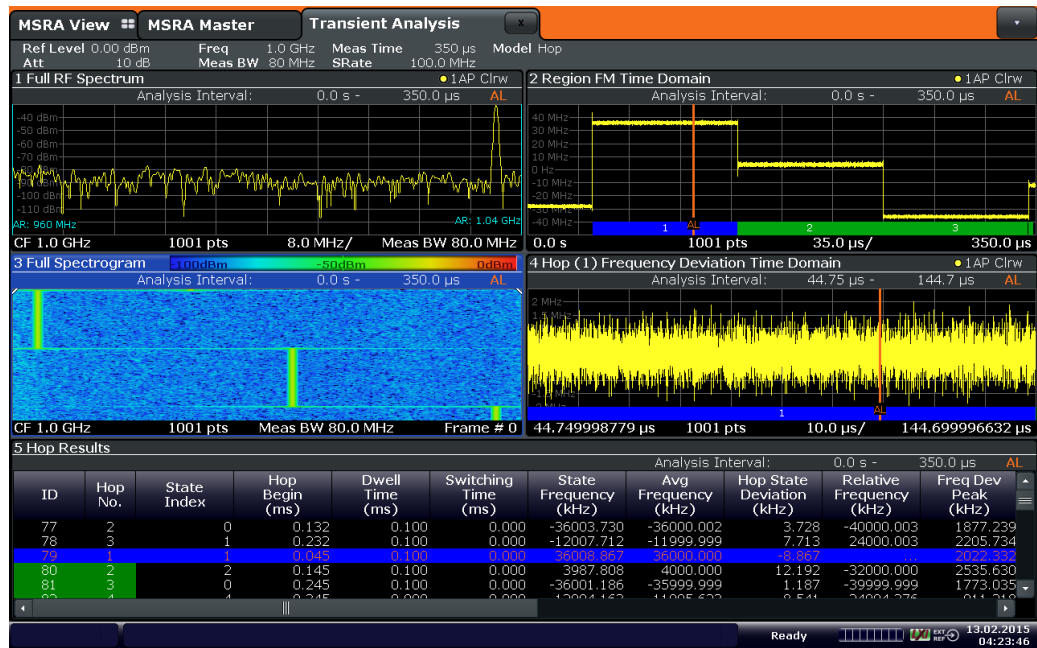 MSRA View MSRA Master Transient Analysis x
Ref Level 0.00 dBm Freq 1.0 GHz Meas Time 350 µs Model Hop
Att 10 dB Meas BW 80 MHz SRate 100.0 MHz
1 Full RF Spectrum 1AP Clrw
Analysis Interval: 0.0 s - 350.0 µs AL
-40 dBm
-50 dBm
-60 dBm
-70 dBm
-100 dBm
-110 dBm
AR: 960 MHz AR: 1.04 GHz
CF 1.0 GHz 1001 pts 8.0 MHz/ Meas BW 80.0 MHz
2 Region FM Time Domain 1AP Clrw
Analysis Interval: 0.0 s - 350.0 µs AL
40 MHz
30 MHz
20 MHz
10 MHz
0 Hz
-10 MHz
-20 MHz
-30 MHz
-40 MHz
1 AL 2 3
0.0 s 1001 pts 35.0 µs/ 350.0 µs
3 Full Spectrogram -100dBm -50dBm 0dBm
Analysis Interval: 0.0 s - 350.0 µs AL
CF 1.0 GHz 1001 pts Meas BW 80.0 MHz Frame # 0
4 Hop (1) Frequency Deviation Time Domain 1AP Clrw
Analysis Interval: 44.75 µs - 144.7 µs AL
2 MHz
1.5 MHz
1 AL
44.749998779 µs 1001 pts 10.0 µs/ 144.699996632 µs
5 Hop Results
Analysis Interval: 0.0 s - 350.0 µs AL
ID Hop No. State Index Hop Begin (ms) Dwell Time (ms) Switching Time (ms) State Frequency (kHz) Avg Frequency (kHz) Hop State Deviation (kHz) Relative Frequency (kHz) Freq Dev Peak (kHz)
77 2 0 0.132 0.100 0.000 -36003.730 -36000.002 3.728 -40000.003 1877.239
78 3 1 0.232 0.100 0.000 -12007.712 -11999.999 7.713 24000.003 2205.734
79 1 1 0.045 0.100 0.000 36008.867 36000.000 -8.867 ... 2022.332
80 2 2 0.145 0.100 0.000 3987.808 4000.000 12.192 -32000.000 2535.630
81 3 0 0.245 0.100 0.000 -36001.186 -35999.999 1.187 -39999.999 1773.035
Ready EXT REF 13.02.2015
04:23:46